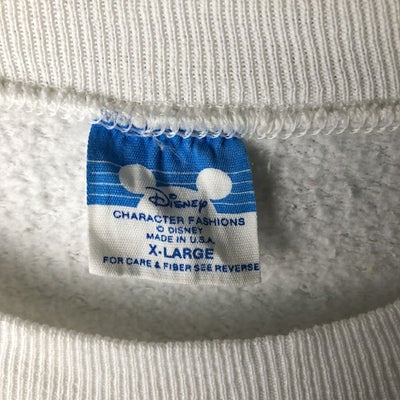 Disney
CHARACTER FASHIONS
© DISNEY
MADE IN U.S.A.
X-LARGE
FOR CARE & FIBER SEE REVERSE